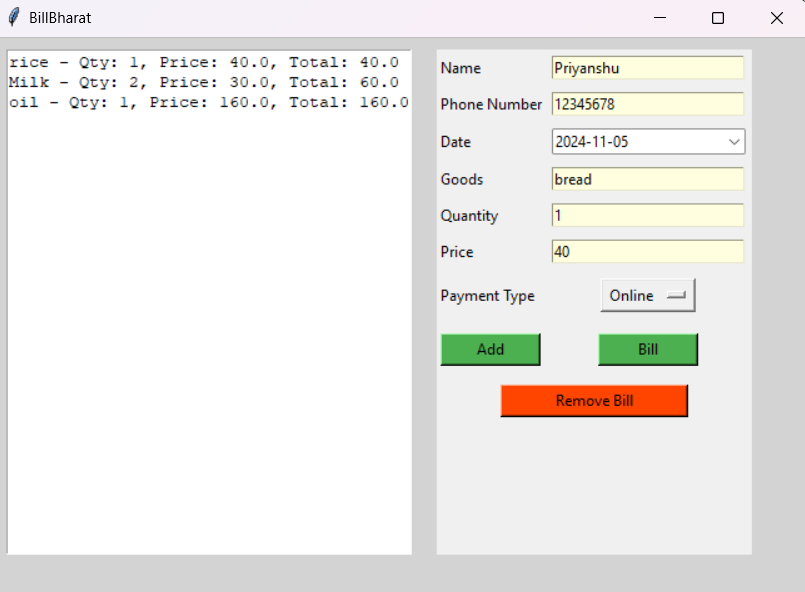 BillBharat
rice - Qty: 1, Price: 40.0, Total: 40.0
Milk - Qty: 2, Price: 30.0, Total: 60.0
oil - Qty: 1, Price: 160.0, Total: 160.0
Name Priyanshu
Phone Number 12345678
Date 2024-11-05
Goods bread
Quantity 1
Price 40
Payment Type Online
Add Bill
Remove Bill